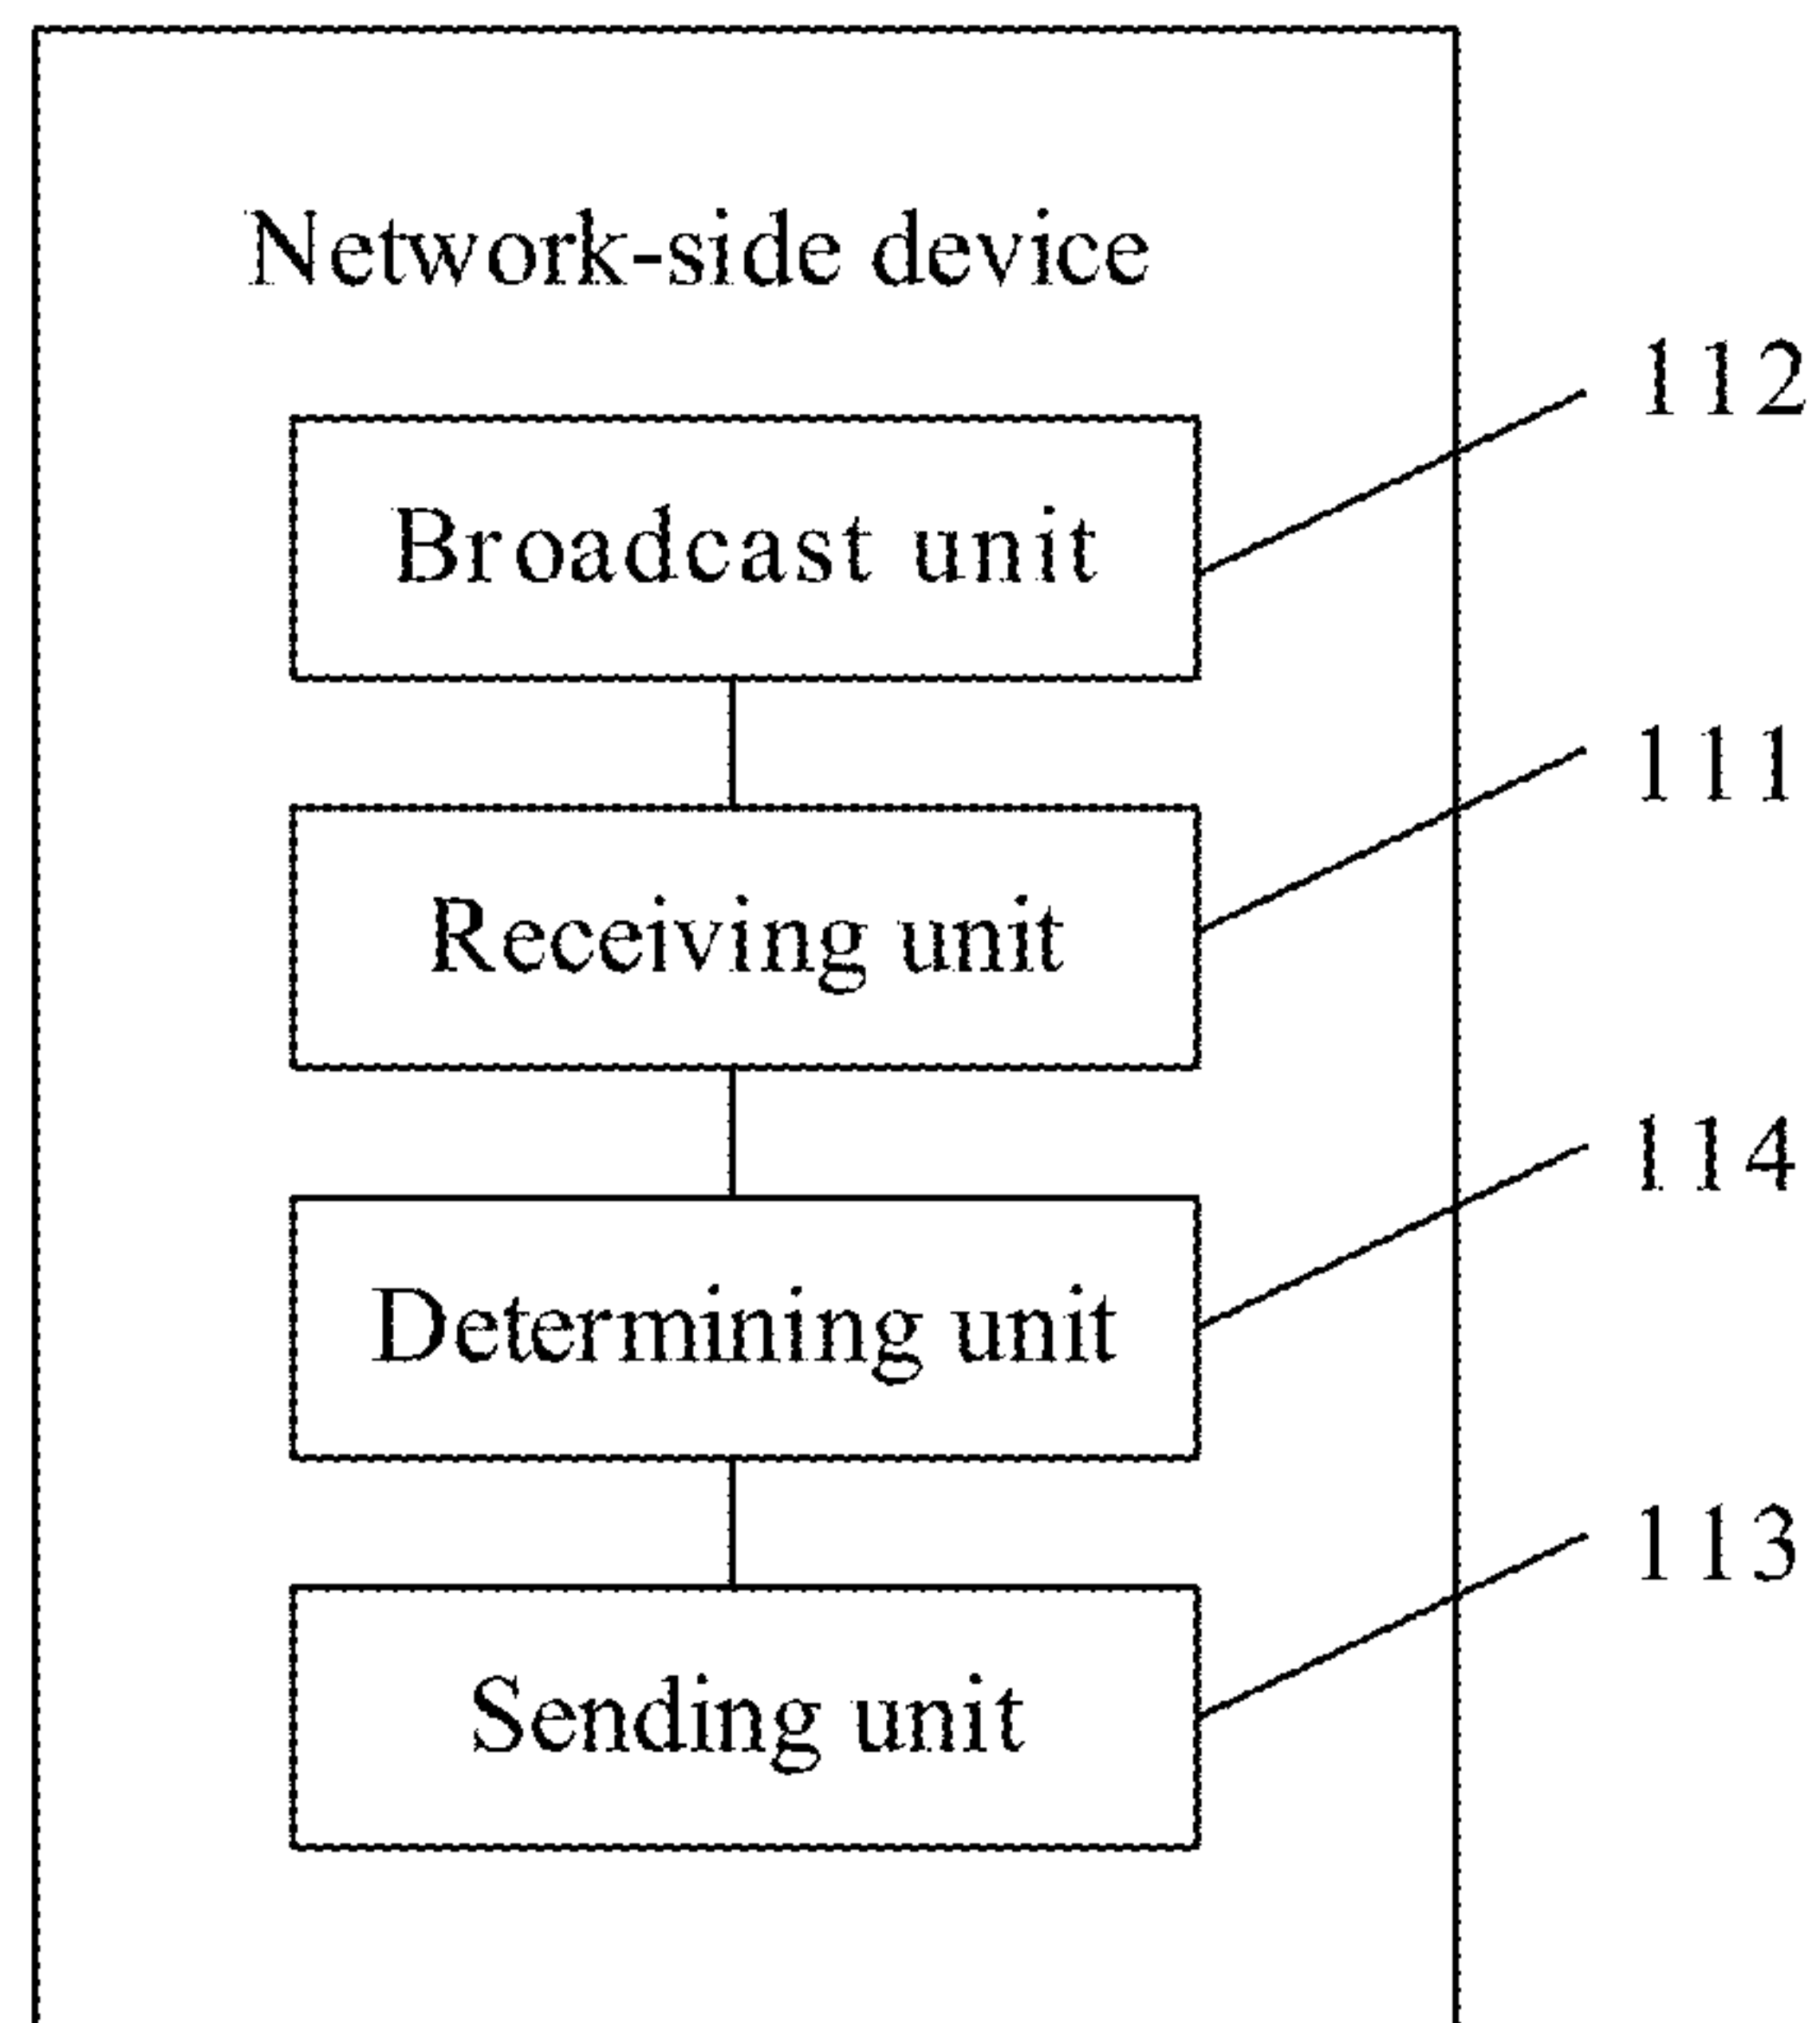 Network-side device
112
Broadcast unit
111
Receiving unit
114
Determining unit
113
Sending unit